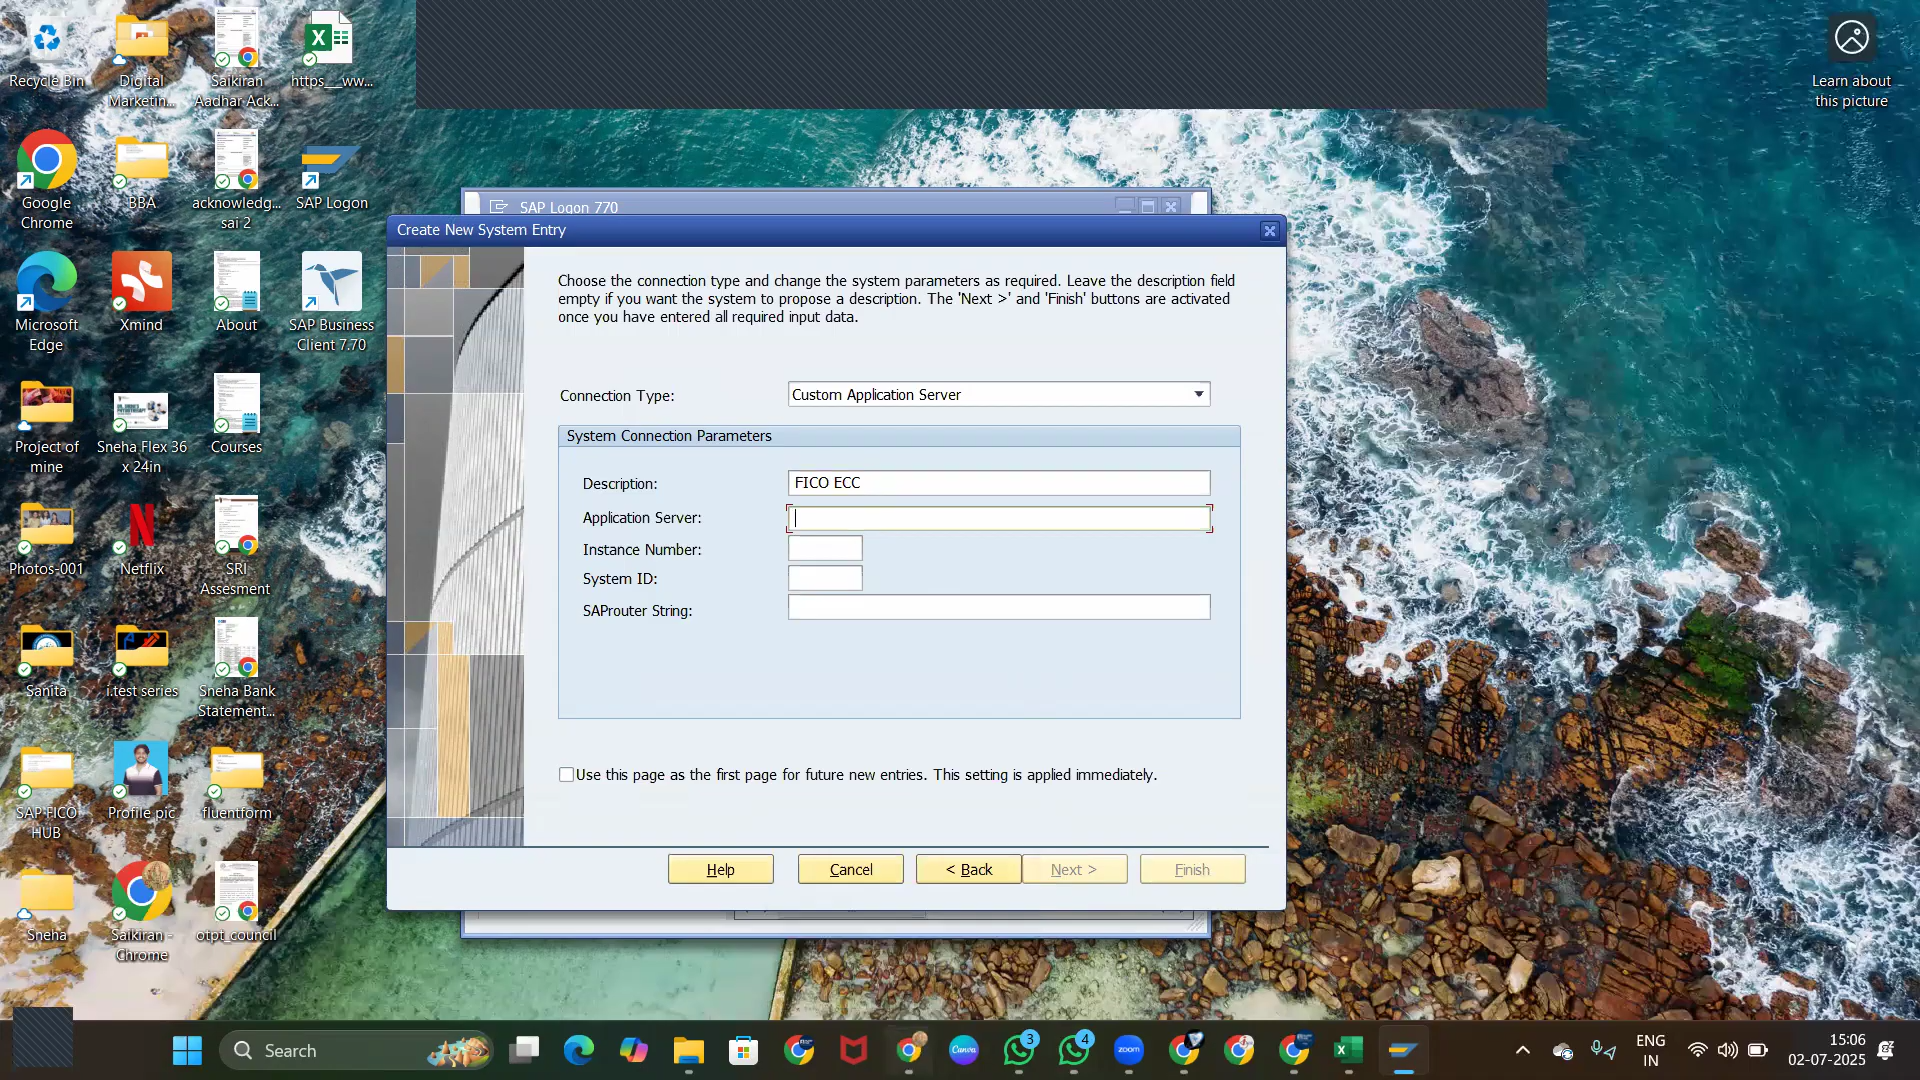 Recycle Bin
Digital
Marketin...
Saikiran
Aadhar Ack...
https___ww...
Learn about
this picture
Google
Chrome
BBA
acknowledg...
sai 2
SAP Logon
Microsoft
Edge
Xmind
About
SAP Business
Client 7.70
Project of
mine
Sneha Flex 36
x 24in
Courses
Photos-001
Netflix
SRI
Assesment
Sanita
i.test series
Sneha Bank
Statement...
SAP FICO
HUB
Profile pic
fluentform
Sneha
Saikiran -
Chrome
otpt_council
SAP Logon 770
Create New System Entry
Choose the connection type and change the system parameters as required. Leave the description field
empty if you want the system to propose a description. The 'Next >' and 'Finish' buttons are activated
once you have entered all required input data.
Connection Type: Custom Application Server
System Connection Parameters
Description: FICO ECC
Application Server:
Instance Number:
System ID:
SAProuter String:
Use this page as the first page for future new entries. This setting is applied immediately.
Help Cancel < Back Next > Finish
Search
Canva
3
4
zoom
ENG
IN
15:06
02-07-2025